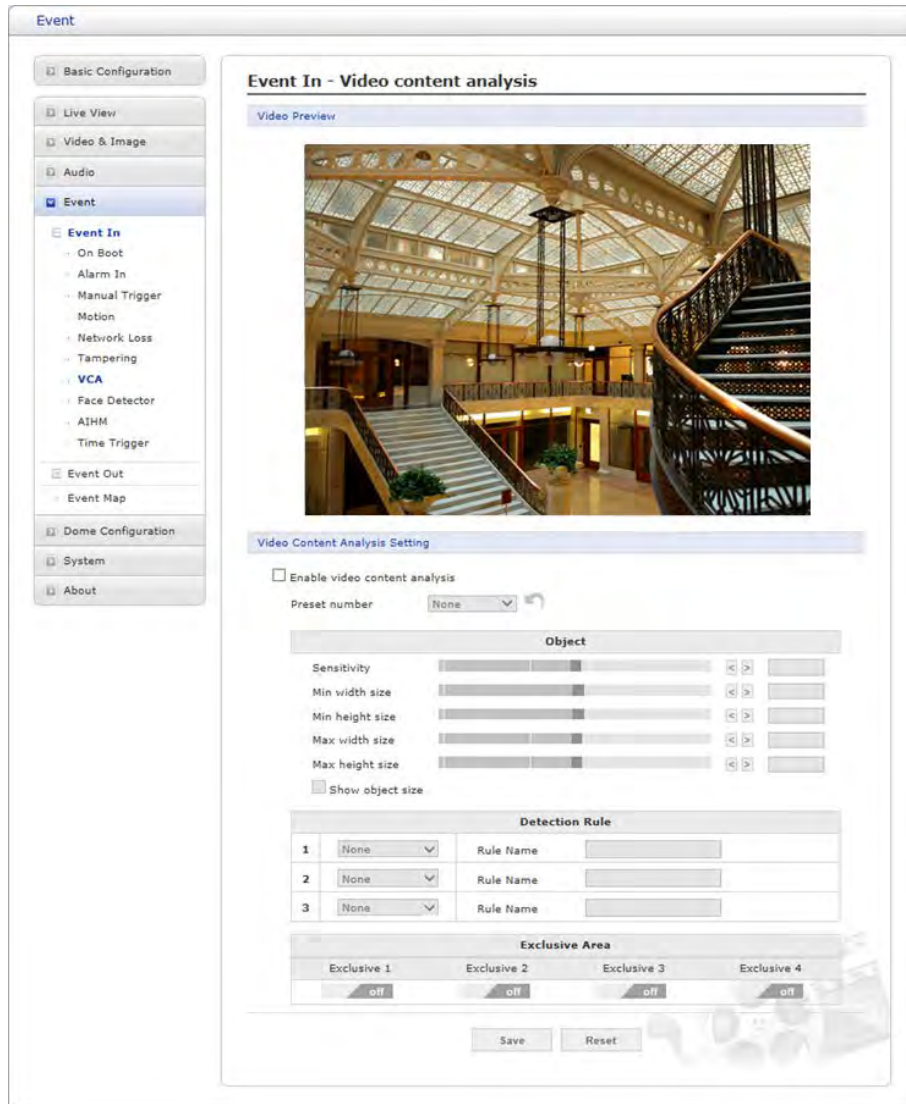 Event
Basic Configuration
Live View
Video & Image
Audio
Event
Event In
On Boot
Alarm In
Manual Trigger
Motion
Network Loss
Tampering
VCA
Face Detector
AIHM
Time Trigger
Event Out
Event Map
Dome Configuration
System
About
Event In - Video content analysis
Video Preview
Video Content Analysis Setting
Enable video content analysis
Preset number None
Object
Sensitivity < >
Min width size < >
Min height size < >
Max width size < >
Max height size < >
Show object size
Detection Rule
1 None Rule Name
2 None Rule Name
3 None Rule Name
Exclusive Area
Exclusive 1 Exclusive 2 Exclusive 3 Exclusive 4
off off off off
Save Reset